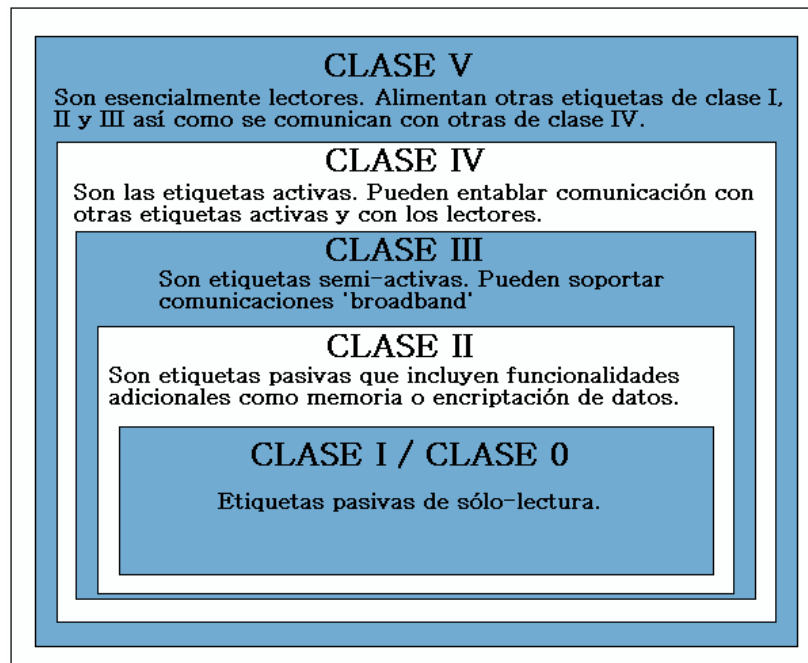 CLASE V
Son esencialmente lectores. Alimentan otras etiquetas de clase I,
II y III así como se comunican con otras de clase IV.
CLASE IV
Son las etiquetas activas. Pueden entablar comunicación con
otras etiquetas activas y con los lectores.
CLASE III
Son etiquetas semi-activas. Pueden soportar
comunicaciones 'broadband'
CLASE II
Son etiquetas pasivas que incluyen funcionalidades
adicionales como memoria o encriptación de datos.
CLASE I / CLASE 0
Etiquetas pasivas de sólo-lectura.